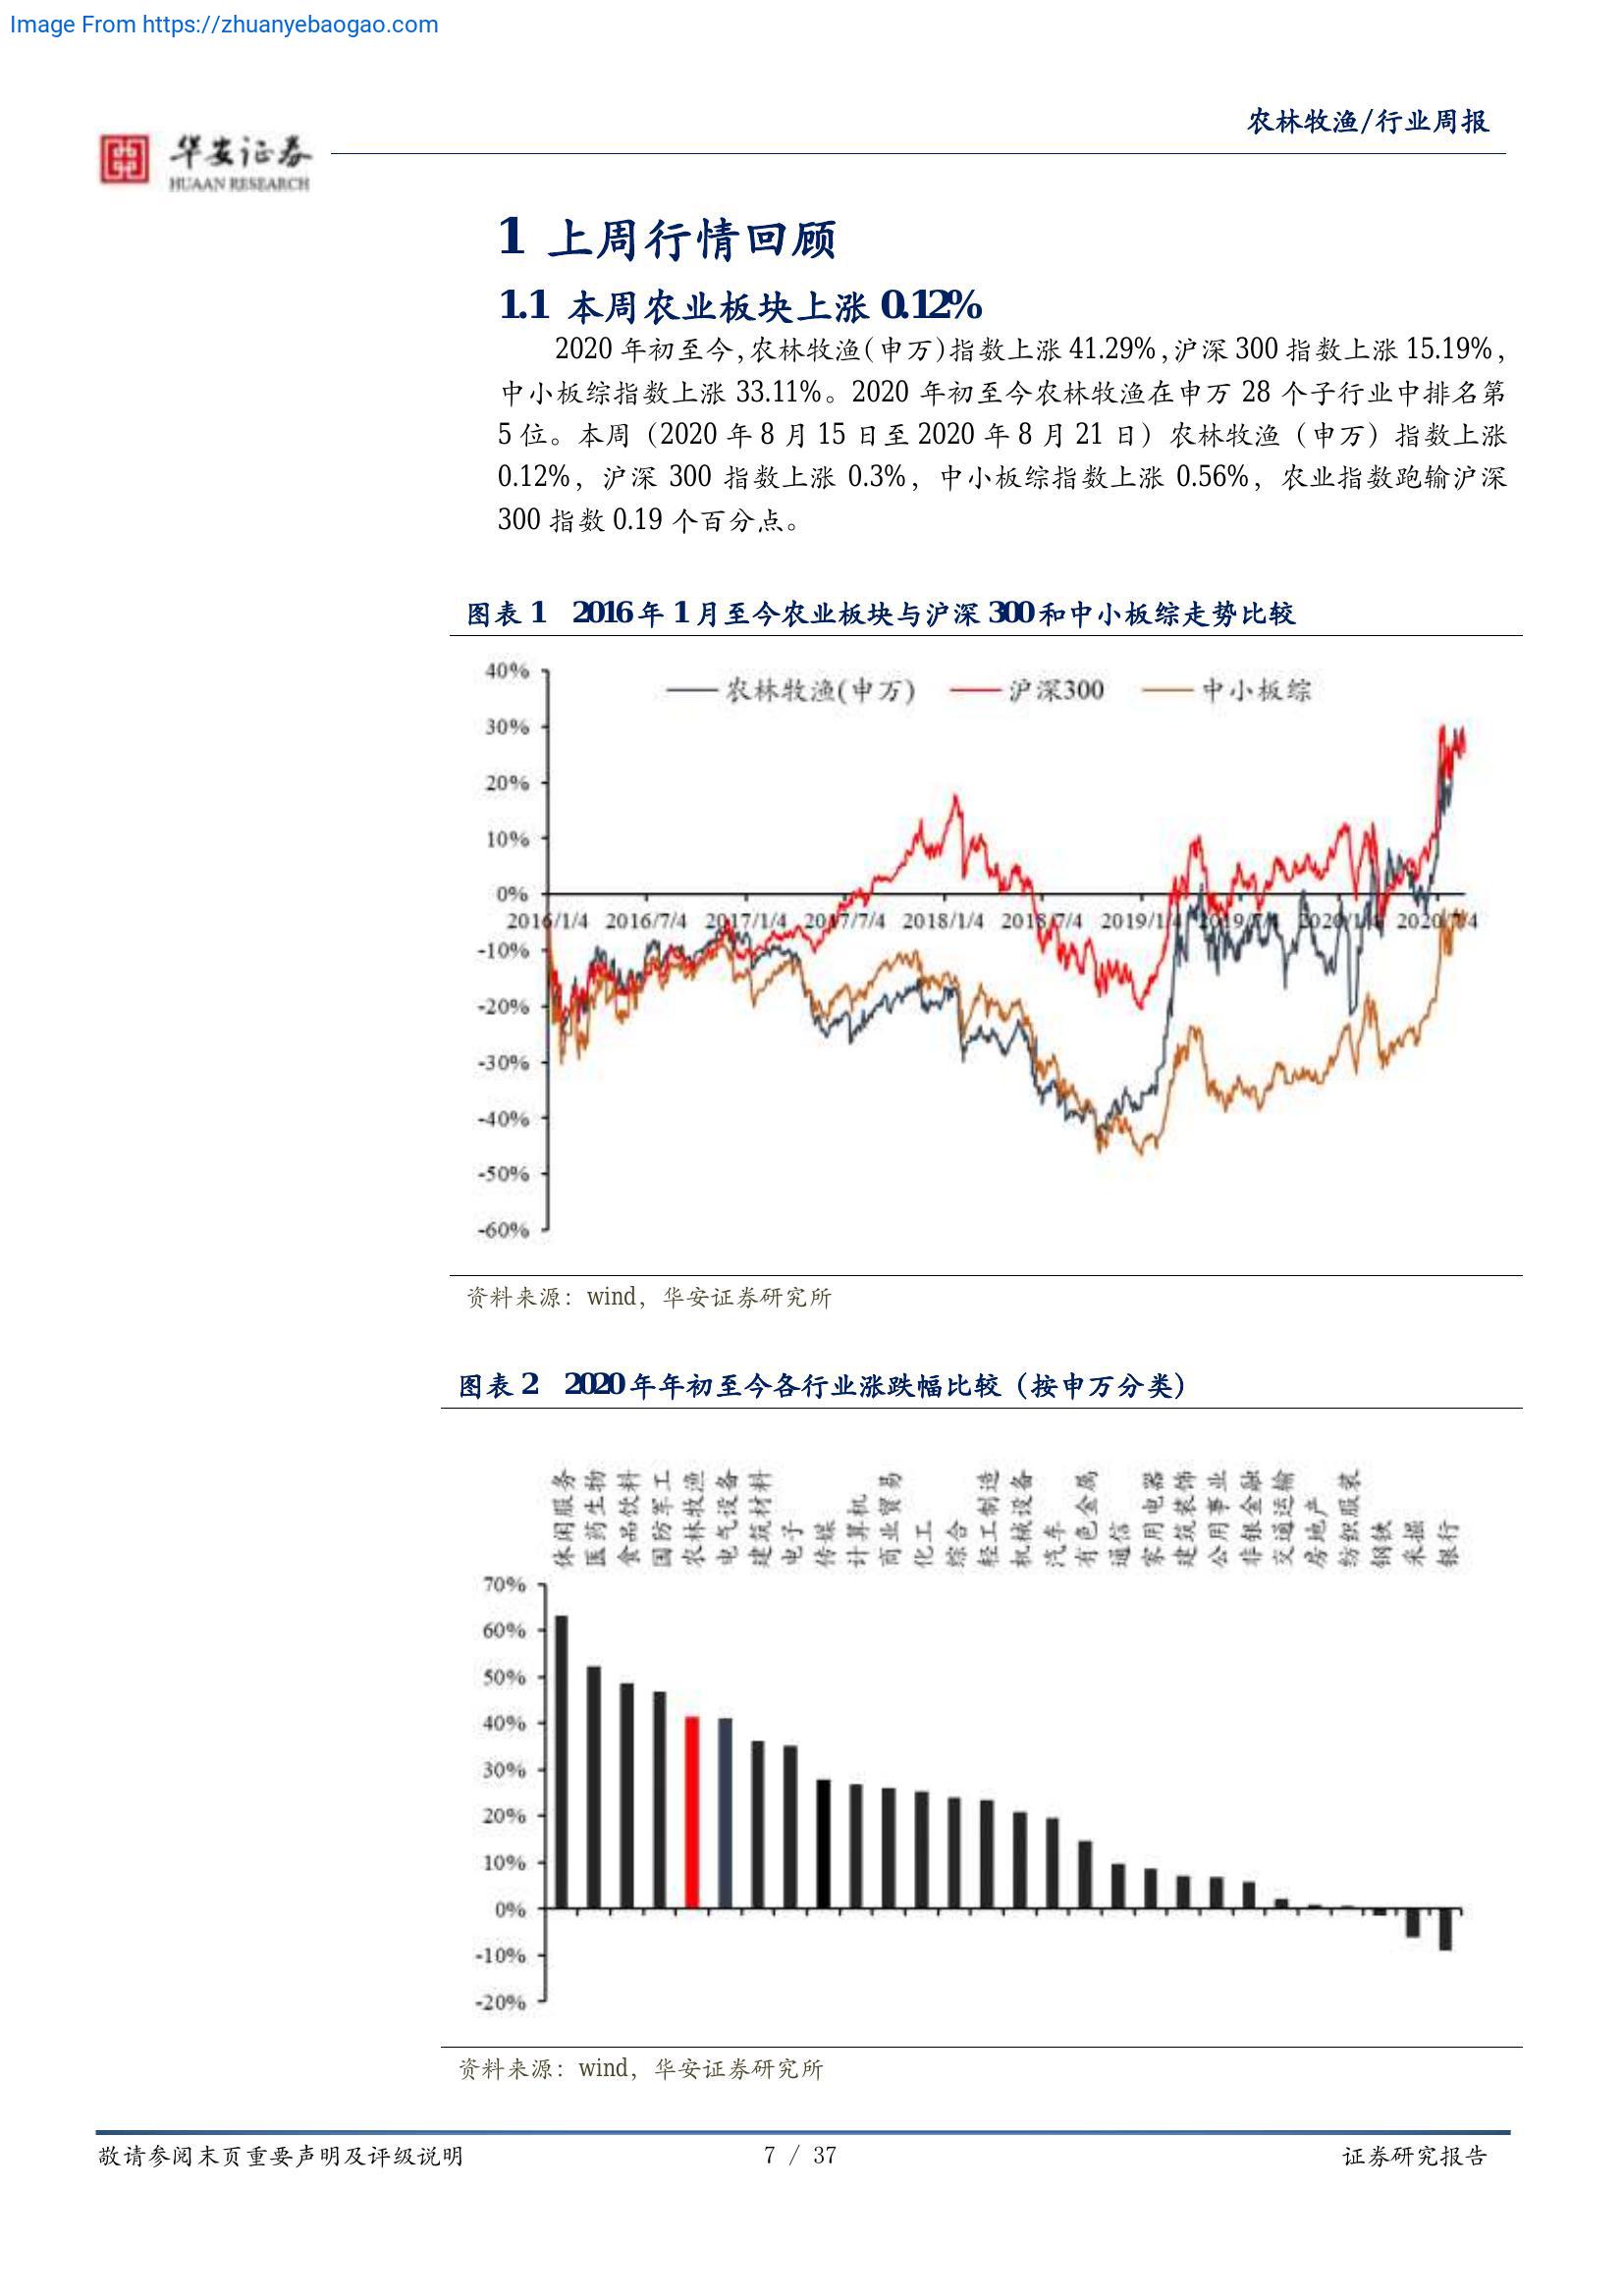 Image From https://zhuanyebaogao.com
农林牧渔/行业周报
华安证券
HUAAN RESEARCH
1 上周行情回顾
1.1 本周农业板块上涨 0.12%
2020 年初至今,农林牧渔(申万)指数上涨 41.29%,沪深 300 指数上涨 15.19%,
中小板综指数上涨 33.11%。2020 年初至今农林牧渔在申万 28 个子行业中排名第
5 位。本周（2020 年 8 月 15 日至 2020 年 8 月 21 日）农林牧渔（申万）指数上涨
0.12%，沪深 300 指数上涨 0.3%，中小板综指数上涨 0.56%，农业指数跑输沪深
300 指数 0.19 个百分点。
图表 1 2016 年 1 月至今农业板块与沪深 300 和中小板综走势比较
农林牧渔(申万) 沪深300 中小板综
40%
30%
20%
10%
0%
-10%
-20%
-30%
-40%
-50%
-60%
2016/1/4 2016/7/4 2017/1/4 2017/7/4 2018/1/4 2018/7/4 2019/1/4 2019/7/4 2020/1/4 2020/7/4
资料来源：wind，华安证券研究所
图表 2 2020 年年初至今各行业涨跌幅比较（按申万分类）
休闲服务
医药生物
食品饮料
国防军工
农林牧渔
电气设备
建筑材料
电子
传媒
计算机
商业贸易
化工
综合
轻工制造
机械设备
汽车
有色金属
通信
家用电器
建筑装饰
公用事业
非银金融
交通运输
房地产
纺织服装
钢铁
采掘
银行
70%
60%
50%
40%
30%
20%
10%
0%
-10%
-20%
资料来源：wind，华安证券研究所
敬请参阅末页重要声明及评级说明 7 / 37 证券研究报告